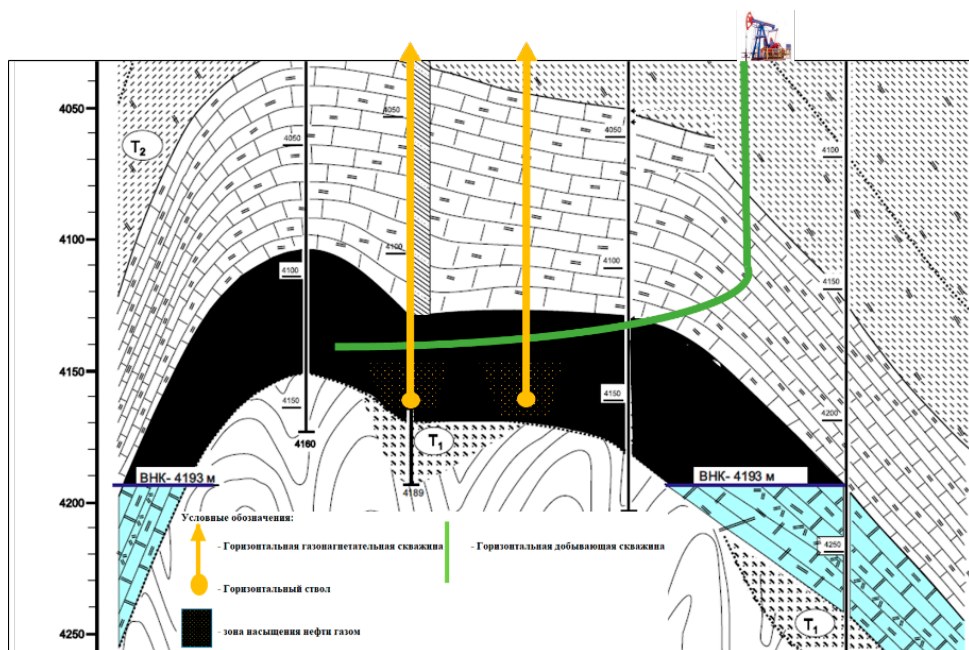 4050
4100
4150
4200
4250
T2
4050
4100
4150
4160
4050
4100
4189
T1
4050
4100
4150
4100
4150
4200
4250
ВНК- 4193 м
ВНК - 4193 м
T1
Условные обозначения:
- Горизонтальная газонагнетательная скважина
- Горизонтальная добывающая скважина
- Горизонтальный ствол
- зона насыщения нефти газом